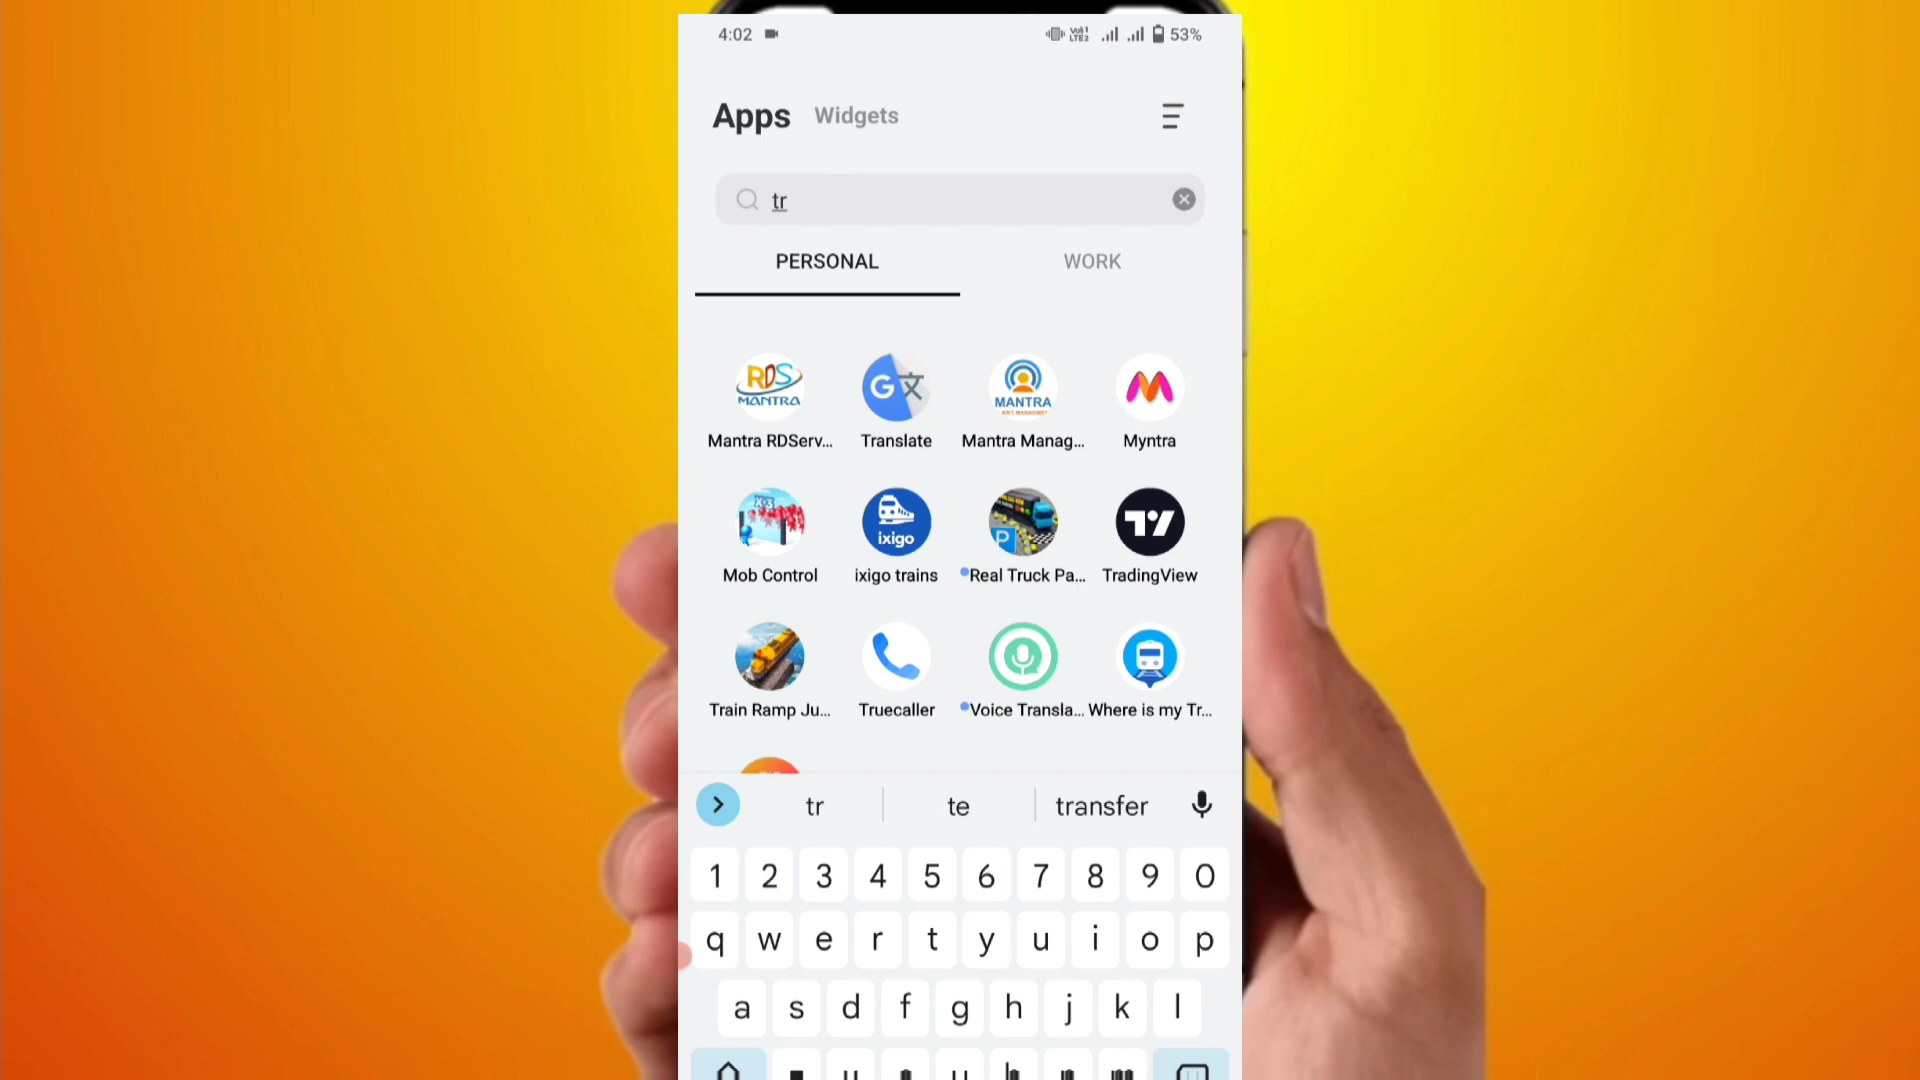 4:02 53%
Apps Widgets
tr
PERSONAL WORK
Mantra RDServ... Translate Mantra Manag... Myntra
Mob Control ixigo trains Real Truck Pa... TradingView
Train Ramp Ju... Truecaller Voice Transla... Where is my Tr...
tr te transfer
1 2 3 4 5 6 7 8 9 0
q w e r t y u i o p
a s d f g h j k l